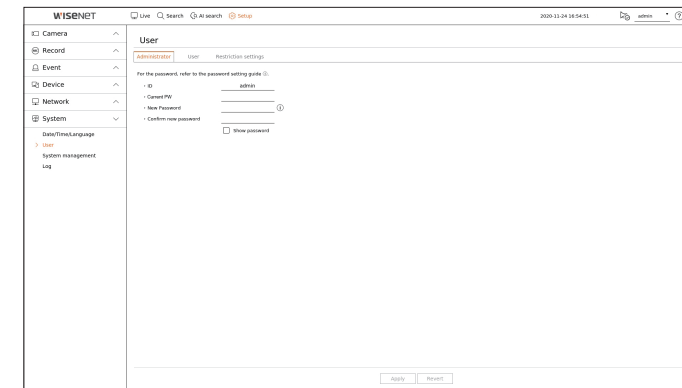 WISENET
Live Search AI search Setup 2020-11-24 16:54:51 admin
Camera
Record
Event
Device
Network
System
Date/Time/Language
User
System management
Log
User
Administrator User Restriction settings
For the password, refer to the password setting guide
• ID admin
• Current PW
• New Password
• Confirm new password
Show password
Apply Revert